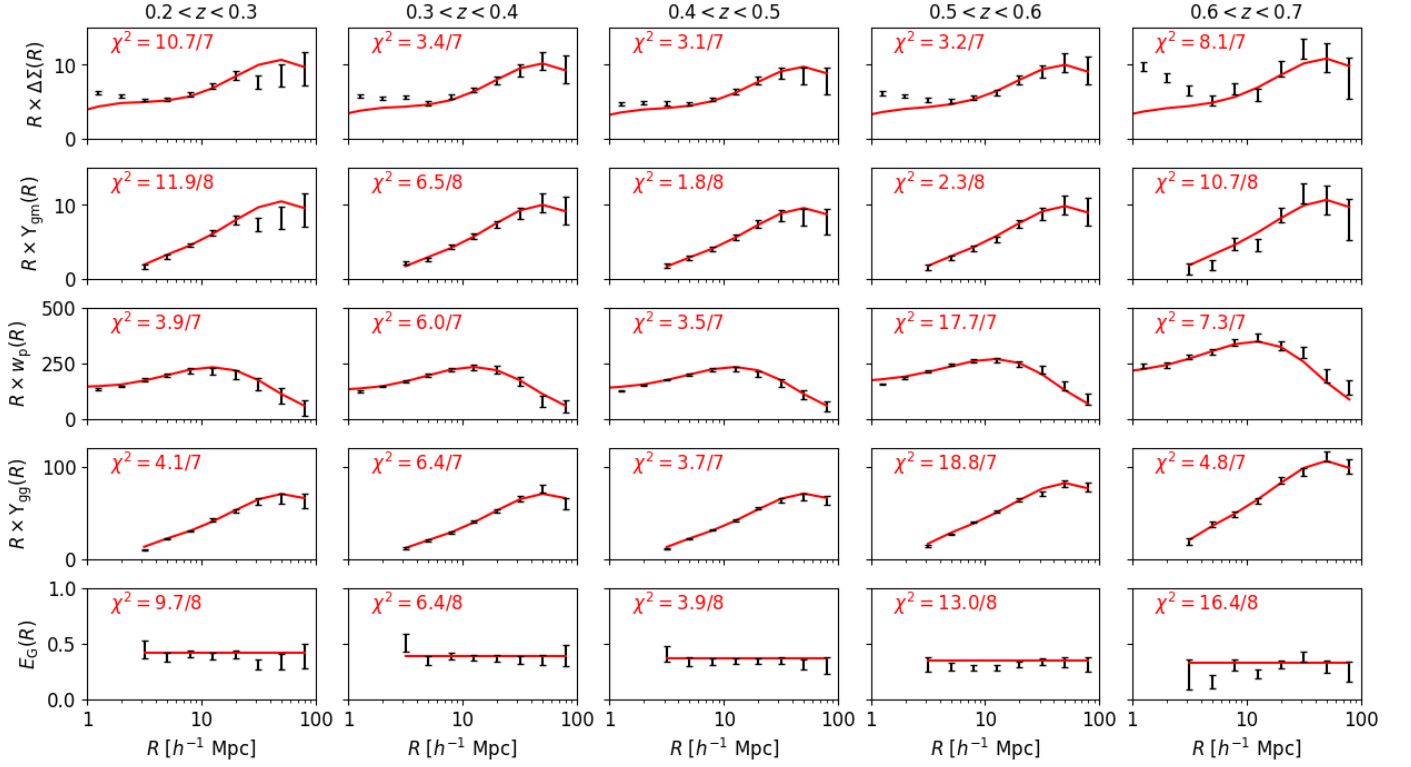 0.2 < z < 0.3 0.3 < z < 0.4 0.4 < z < 0.5 0.5 < z < 0.6 0.6 < z < 0.7
R × ΔΣ(R)
10
0
χ² = 10.7/7 χ² = 3.4/7 χ² = 3.1/7 χ² = 3.2/7 χ² = 8.1/7
R × Υgm(R)
10
0
χ² = 11.9/8 χ² = 6.5/8 χ² = 1.8/8 χ² = 2.3/8 χ² = 10.7/8
R × wp(R)
500
250
0
χ² = 3.9/7 χ² = 6.0/7 χ² = 3.5/7 χ² = 17.7/7 χ² = 7.3/7
R × Υgg(R)
100
0
χ² = 4.1/7 χ² = 6.4/7 χ² = 3.7/7 χ² = 18.8/7 χ² = 4.8/7
EG(R)
1.0
0.5
0.0
χ² = 9.7/8 χ² = 6.4/8 χ² = 3.9/8 χ² = 13.0/8 χ² = 16.4/8
1 10 100 1 10 100 1 10 100 1 10 100 1 10 100
R [h⁻¹ Mpc] R [h⁻¹ Mpc] R [h⁻¹ Mpc] R [h⁻¹ Mpc] R [h⁻¹ Mpc]